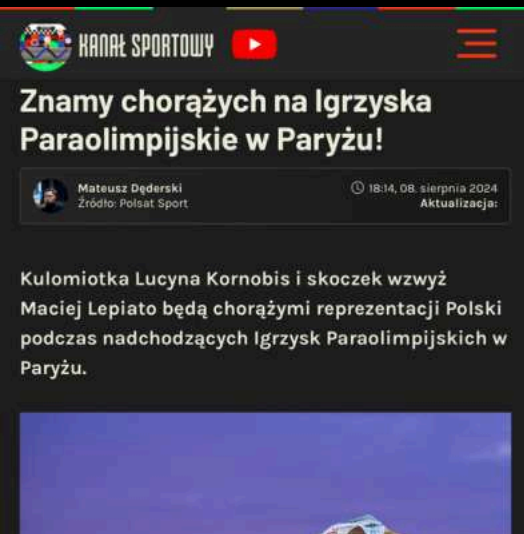 KANAŁ SPORTOWY
Znamy chorążych na Igrzyska
Paraolimpijskie w Paryżu!
Mateusz Dęderski
Źródło: Polsat Sport
18:14, 08. sierpnia 2024
Aktualizacja:
Kulomiotka Lucyna Kornobis i skoczek wzwyż
Maciej Lepiato będą chorążymi reprezentacji Polski
podczas nadchodzących Igrzysk Paraolimpijskich w
Paryżu.